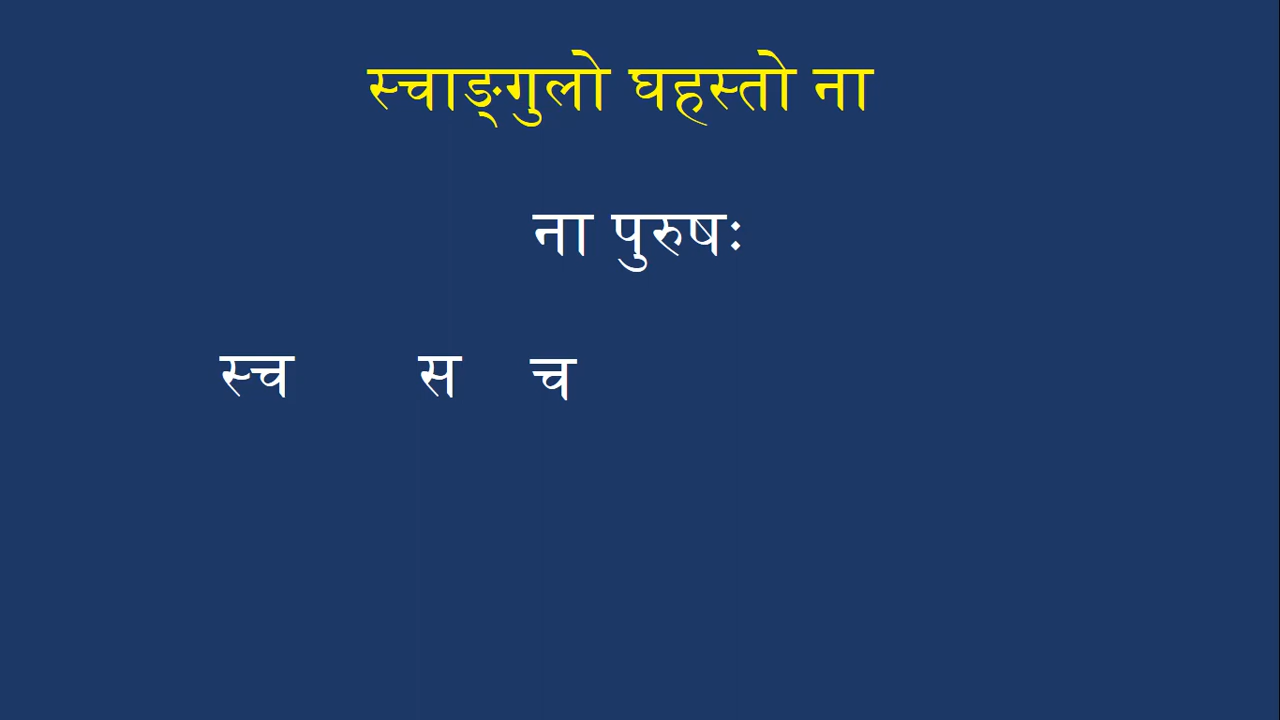 स्चाङ्गुलो घहस्तो ना
ना पुरुषः
स्च स च